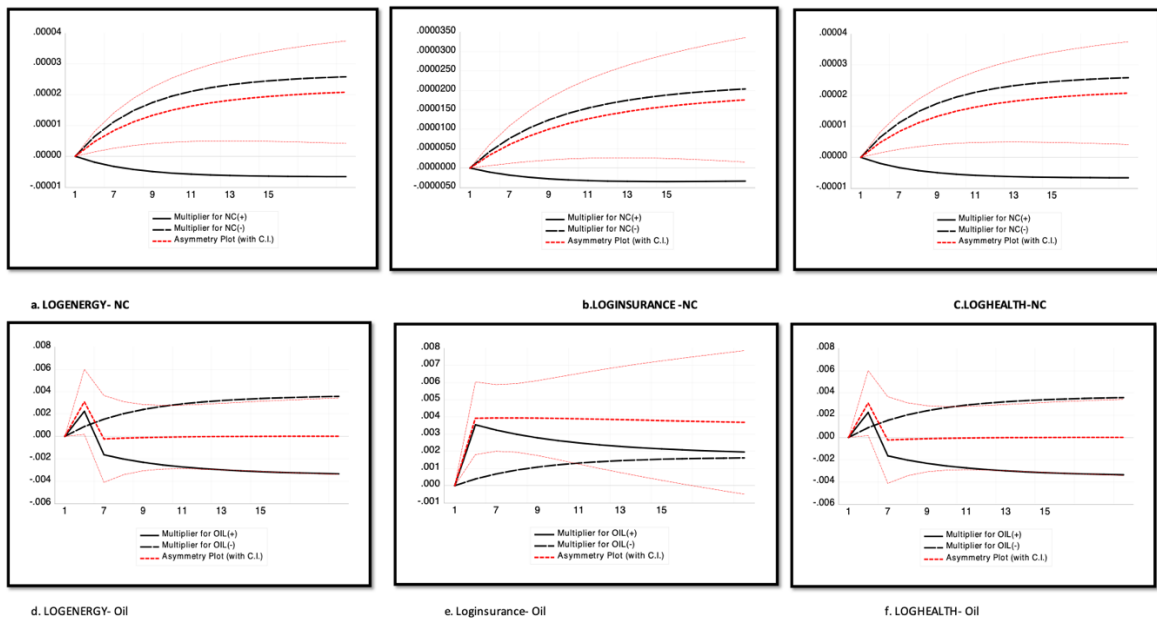 .00004
.00003
.00002
.00001
.00000
-.00001
1 7 9 11 13 15
Multiplier for NC(+)
Multiplier for NC(-)
Asymmetry Plot (with C.I.)
.0000350
.0000300
.0000250
.0000200
.0000150
.0000100
.0000050
.0000000
-.0000050
1 7 9 11 13 15
Multiplier for NC(+)
Multiplier for NC(-)
Asymmetry Plot (with C.I.)
.00004
.00003
.00002
.00001
.00000
-.00001
1 7 9 11 13 15
Multiplier for NC(+)
Multiplier for NC(-)
Asymmetry Plot (with C.I.)
a. LOGENERGY- NC
b.LOGINSURANCE -NC
C.LOGHEALTH-NC
.008
.006
.004
.002
.000
-.002
-.004
-.006
1 7 9 11 13 15
Multiplier for OIL(+)
Multiplier for OIL(-)
Asymmetry Plot (with C.I.)
.008
.007
.006
.005
.004
.003
.002
.001
.000
-.001
1 7 9 11 13 15
Multiplier for OIL(+)
Multiplier for OIL(-)
Asymmetry Plot (with C.I.)
.008
.006
.004
.002
.000
-.002
-.004
-.006
1 7 9 11 13 15
Multiplier for OIL(+)
Multiplier for OIL(-)
Asymmetry Plot (with C.I.)
d. LOGENERGY- Oil
e. Loginsurance- Oil
f. LOGHEALTH- Oil